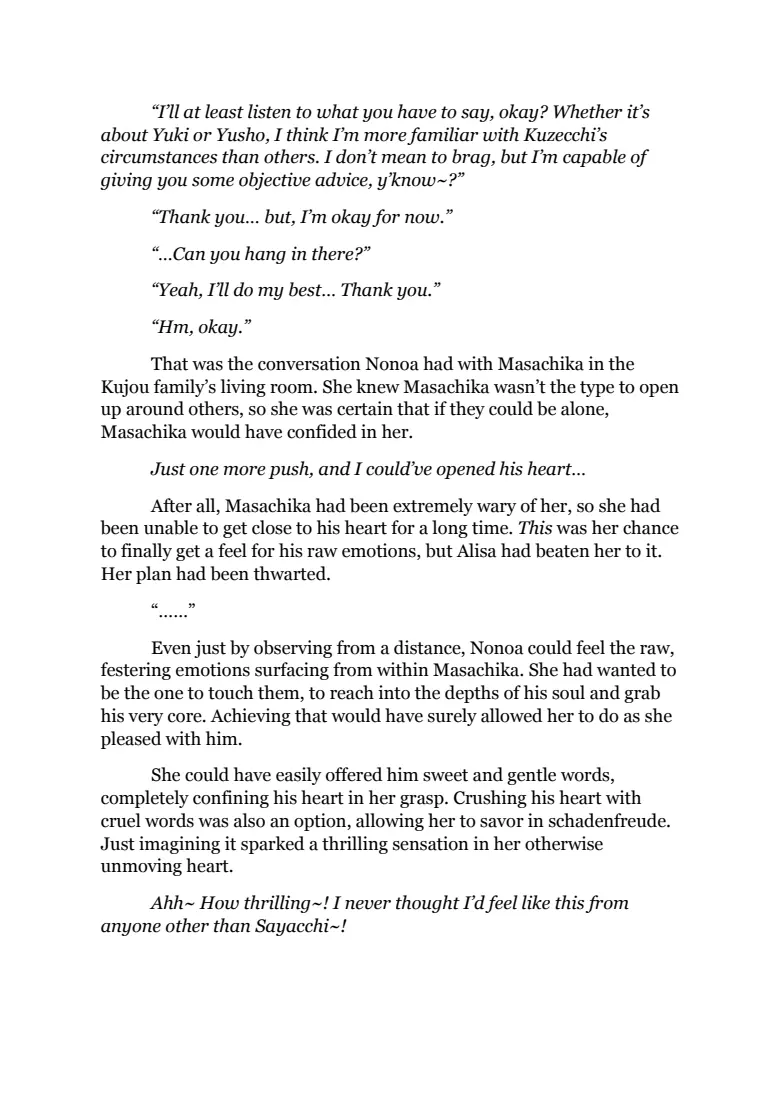 “I’ll at least listen to what you have to say, okay? Whether it’s
about Yuki or Yusho, I think I’m more familiar with Kuzecchi’s
circumstances than others. I don’t mean to brag, but I’m capable of
giving you some objective advice, y’know~?”
“Thank you… but, I’m okay for now.”
“…Can you hang in there?”
“Yeah, I’ll do my best… Thank you.”
“Hm, okay.”
That was the conversation Nonoa had with Masachika in the
Kujou family’s living room. She knew Masachika wasn’t the type to open
up around others, so she was certain that if they could be alone,
Masachika would have confided in her.
Just one more push, and I could’ve opened his heart…
After all, Masachika had been extremely wary of her, so she had
been unable to get close to his heart for a long time. This was her chance
to finally get a feel for his raw emotions, but Alisa had beaten her to it.
Her plan had been thwarted.
“……”
Even just by observing from a distance, Nonoa could feel the raw,
festering emotions surfacing from within Masachika. She had wanted to
be the one to touch them, to reach into the depths of his soul and grab
his very core. Achieving that would have surely allowed her to do as she
pleased with him.
She could have easily offered him sweet and gentle words,
completely confining his heart in her grasp. Crushing his heart with
cruel words was also an option, allowing her to savor in schadenfreude.
Just imagining it sparked a thrilling sensation in her otherwise
unmoving heart.
Ahh~ How thrilling~! I never thought I’d feel like this from
anyone other than Sayacchi~!